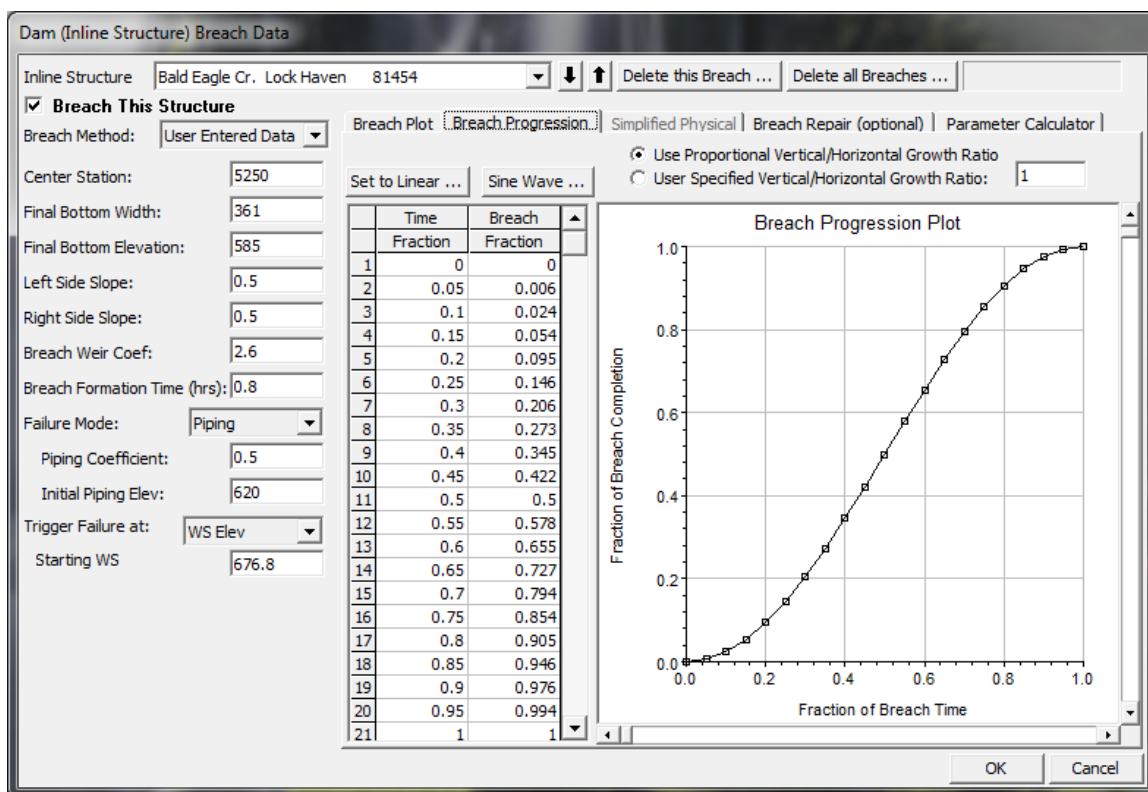 Dam (Inline Structure) Breach Data
Inline Structure Bald Eagle Cr. Lock Haven 81454 Delete this Breach ... Delete all Breaches ...
Breach This Structure
Breach Method: User Entered Data
Center Station: 5250
Final Bottom Width: 361
Final Bottom Elevation: 585
Left Side Slope: 0.5
Right Side Slope: 0.5
Breach Weir Coef: 2.6
Breach Formation Time (hrs): 0.8
Failure Mode: Piping
Piping Coefficient: 0.5
Initial Piping Elev: 620
Trigger Failure at: WS Elev
Starting WS 676.8
Breach Plot Breach Progression Simplified Physical Breach Repair (optional) Parameter Calculator
Use Proportional Vertical/Horizontal Growth Ratio
User Specified Vertical/Horizontal Growth Ratio: 1
Set to Linear ... Sine Wave ...
Time Breach
Fraction Fraction
1 0 0
2 0.05 0.006
3 0.1 0.024
4 0.15 0.054
5 0.2 0.095
6 0.25 0.146
7 0.3 0.206
8 0.35 0.273
9 0.4 0.345
10 0.45 0.422
11 0.5 0.5
12 0.55 0.578
13 0.6 0.655
14 0.65 0.727
15 0.7 0.794
16 0.75 0.854
17 0.8 0.905
18 0.85 0.946
19 0.9 0.976
20 0.95 0.994
21 1 1
Breach Progression Plot
Fraction of Breach Completion
1.0
0.8
0.6
0.4
0.2
0.0
0.0 0.2 0.4 0.6 0.8 1.0
Fraction of Breach Time
OK Cancel